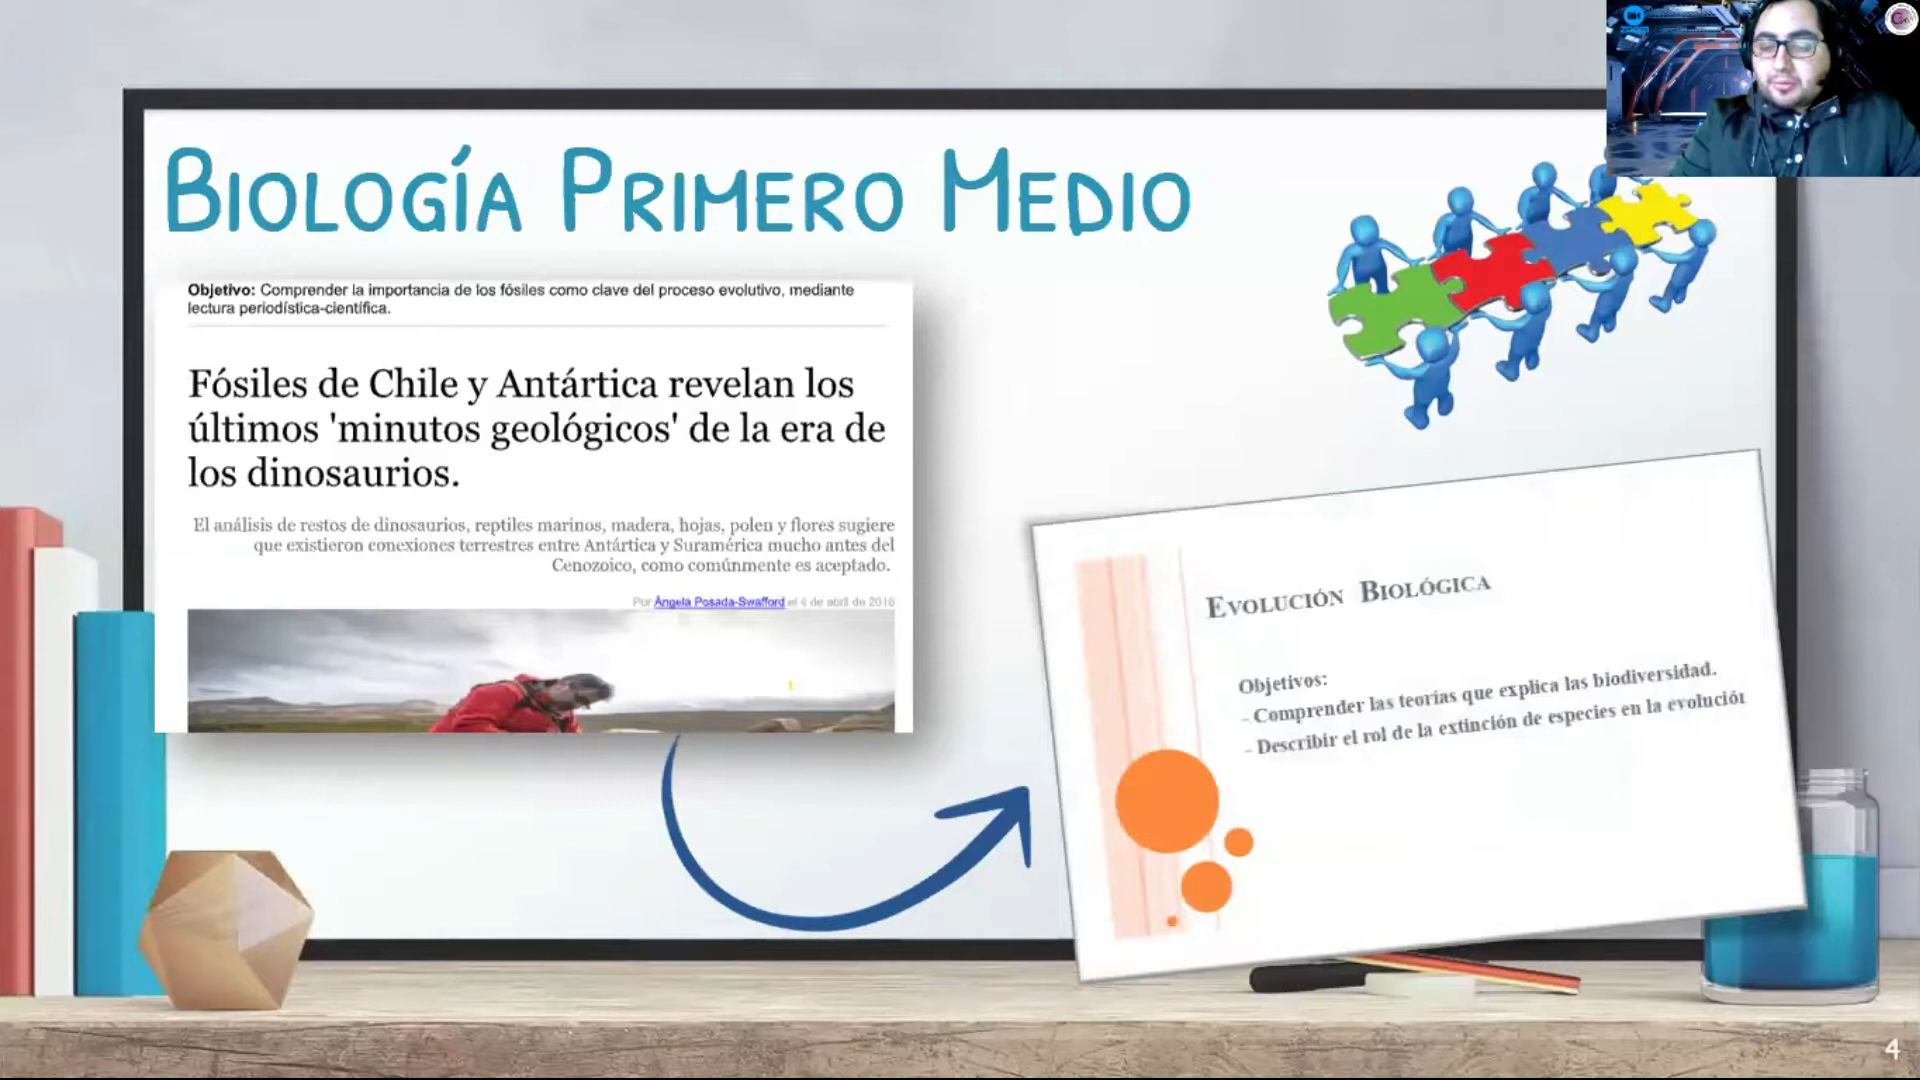 zoom
BIOLOGÍA PRIMERO MEDIO
Objetivo: Comprender la importancia de los fósiles como clave del proceso evolutivo, mediante
lectura periodística-científica.
Fósiles de Chile y Antártica revelan los
últimos 'minutos geológicos' de la era de
los dinosaurios.
El análisis de restos de dinosaurios, reptiles marinos, madera, hojas, polen y flores sugiere
que existieron conexiones terrestres entre Antártica y Suramérica mucho antes del
Cenozoico, como comúnmente es aceptado.
Por Ángela Posada-Swafford el 4 de abril de 2016
1
EVOLUCIÓN BIOLÓGICA
Objetivos:
- Comprender las teorías que explica las biodiversidad.
- Describir el rol de la extinción de especies en la evolución
4